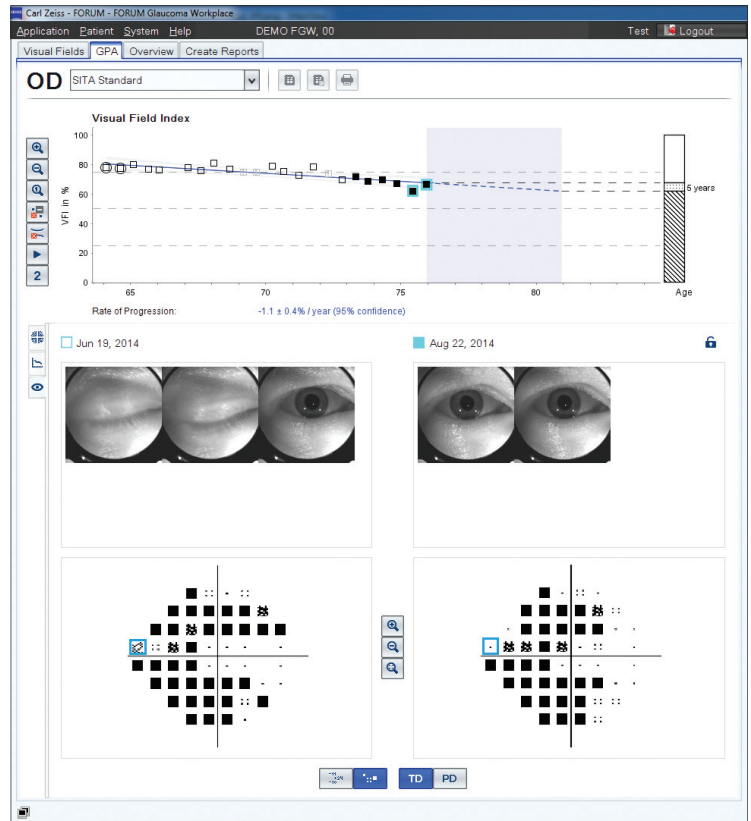 Carl Zeiss - FORUM - FORUM Glaucoma Workplace
Application Patient System Help DEMO FGW, 00 Test Logout
Visual Fields GPA Overview Create Reports
OD SITA Standard
Visual Field Index
100
80
60
40
20
0
VFI in %
65 70 75 80 Age
5 years
2
Rate of Progression: -1.1 ± 0.4% / year (95% confidence)
Jun 19, 2014 Aug 22, 2014
TD PD